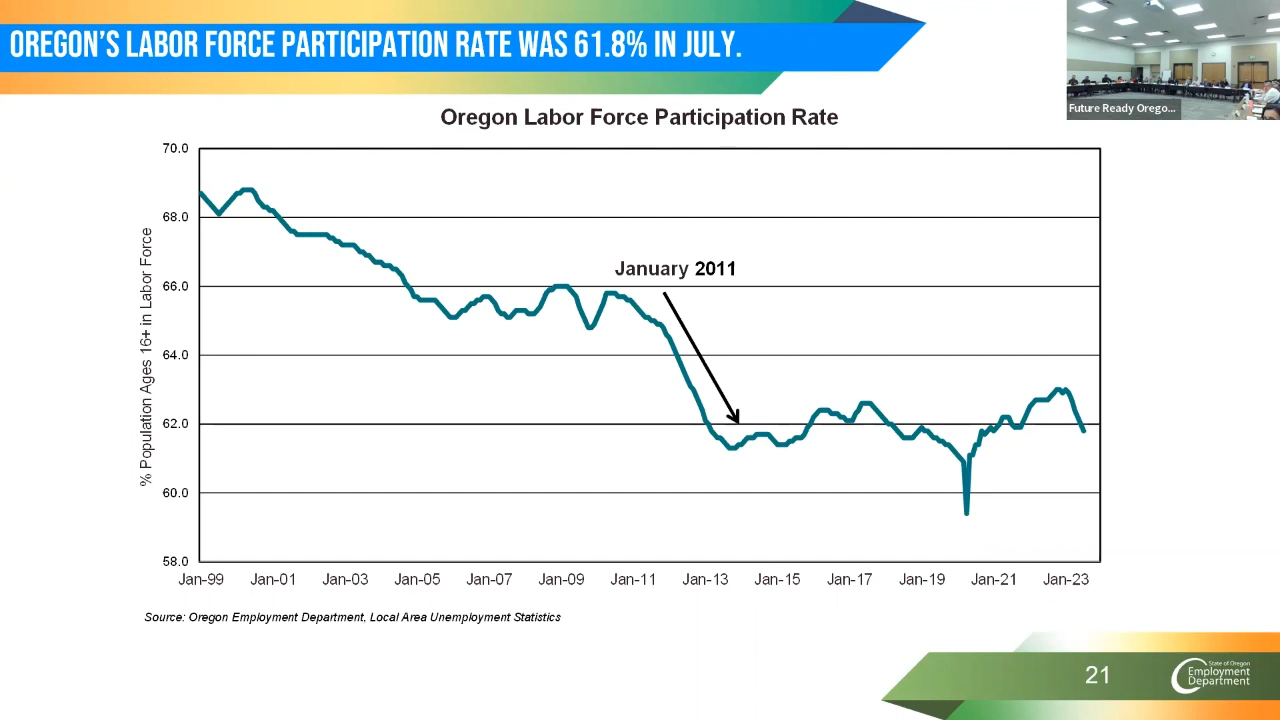 OREGON'S LABOR FORCE PARTICIPATION RATE WAS 61.8% IN JULY.
Future Ready Orego...
Oregon Labor Force Participation Rate
% Population Ages 16+ in Labor Force
70.0
68.0
66.0
64.0
62.0
60.0
58.0
January 2011
Jan-99 Jan-01 Jan-03 Jan-05 Jan-07 Jan-09 Jan-11 Jan-13 Jan-15 Jan-17 Jan-19 Jan-21 Jan-23
Source: Oregon Employment Department, Local Area Unemployment Statistics
21
State of Oregon
Employment
Department